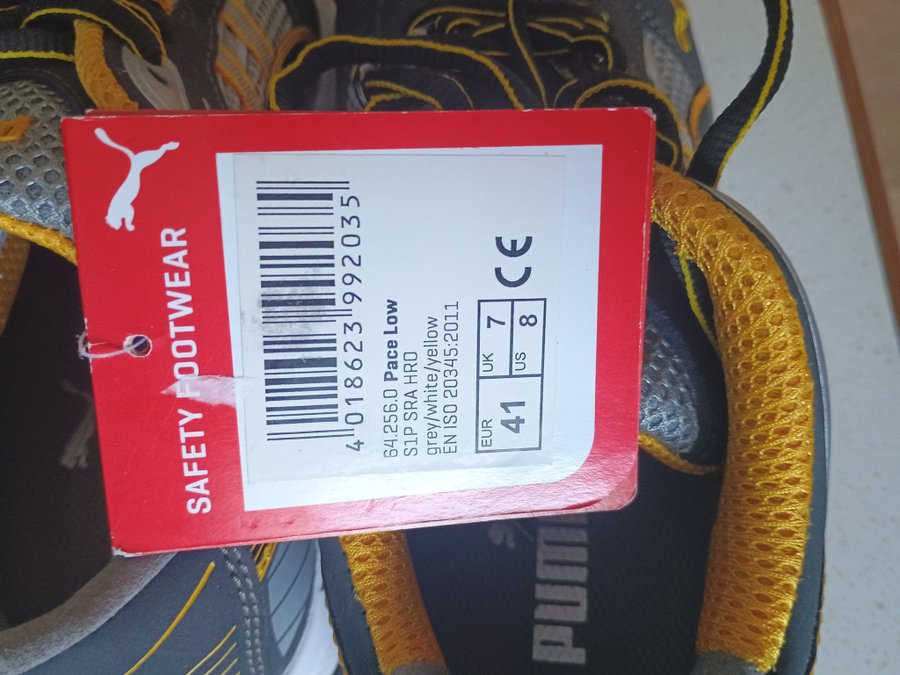 SAFETY FOOTWEAR
4 018623 992035
64.256.0 Pace Low
S1P SRA HRO
grey/white/yellow
EN ISO 20345:2011
EUR 41
UK 7
US 8
CE
PUMA